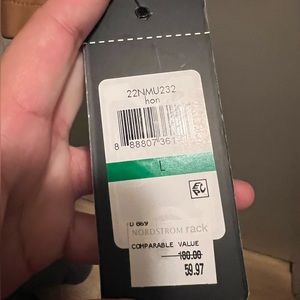 22NMU232
hon
8 88807 361
L
NORDSTROM rack
COMPARABLE VALUE
180.00
59.97